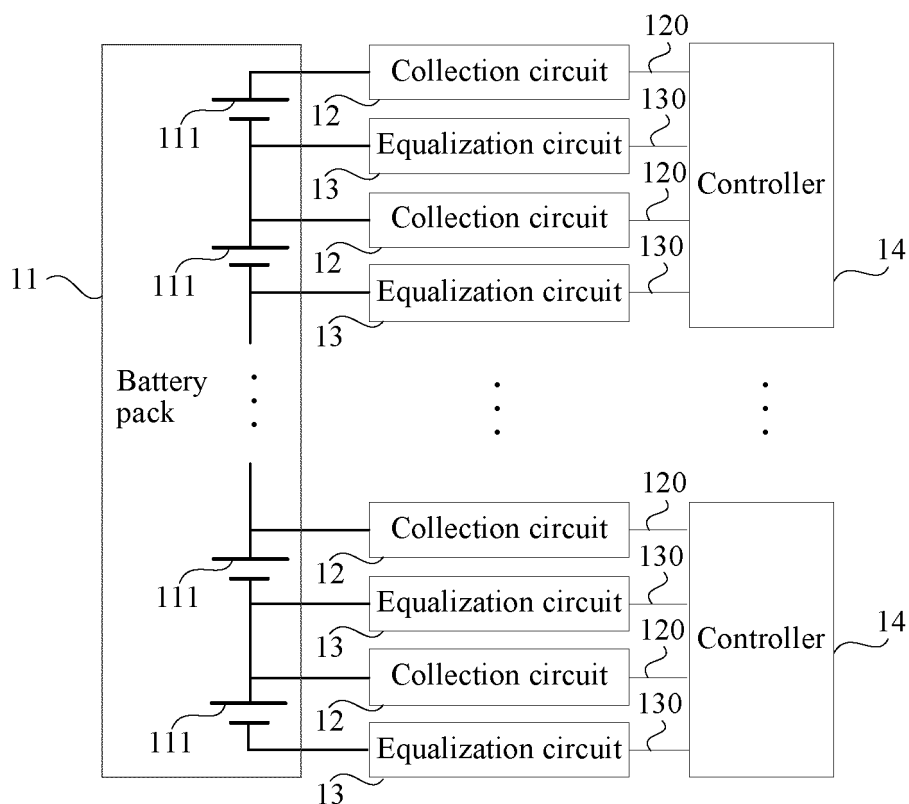 120
Collection circuit
111
12
130
Equalization circuit
Controller
13
120
Collection circuit
11
111
12
130
14
Equalization circuit
13
Battery
pack
120
Collection circuit
111
12
130
Equalization circuit
Controller
14
13
120
Collection circuit
111
12
130
Equalization circuit
13